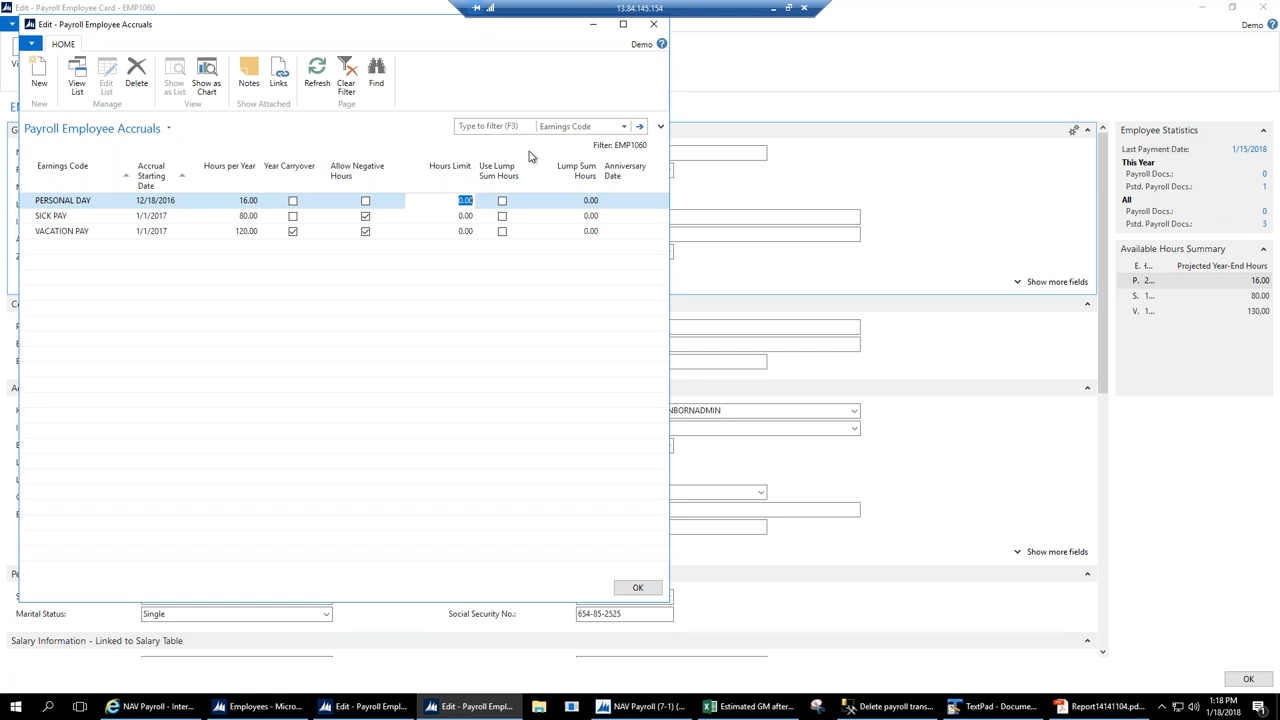 Edit - Payroll Employee Card - EMP1060
13.84.145.154
Edit - Payroll Employee Accruals
Demo
HOME
Demo
New
View List
Edit List
Delete
Show as List
Show as Chart
Notes
Links
Refresh
Clear Filter
Find
New
Manage
View
Show Attached
Page
Payroll Employee Accruals
Type to filter (F3)
Earnings Code
Filter: EMP1060
Earnings Code
Accrual Starting Date
Hours per Year
Year Carryover
Allow Negative Hours
Hours Limit
Use Lump Sum Hours
Lump Sum Hours
Anniversary Date
PERSONAL DAY 12/18/2016 16.00 0.00 0.00
SICK PAY 1/1/2017 80.00 0.00 0.00
VACATION PAY 1/1/2017 120.00 0.00 0.00
OK
Employee Statistics
Last Payment Date: 1/15/2018
This Year
Payroll Docs.: 0
Pstd. Payroll Docs.: 1
All
Payroll Docs.: 0
Pstd. Payroll Docs.: 3
Available Hours Summary
E. H... Projected Year-End Hours
P. 2... 16.00
S. 1... 80.00
V. 1... 130.00
Show more fields
NBORNADMIN
Show more fields
Marital Status: Single
Social Security No.: 654-85-2525
Salary Information - Linked to Salary Table
OK
NAV Payroll - Inter...
Employees - Micro...
Edit - Payroll Empl...
Edit - Payroll Empl...
NAV Payroll (7-1) (...
Estimated GM after...
Delete payroll trans...
TextPad - Docume...
Report14141104.pd...
1:18 PM
1/18/2018